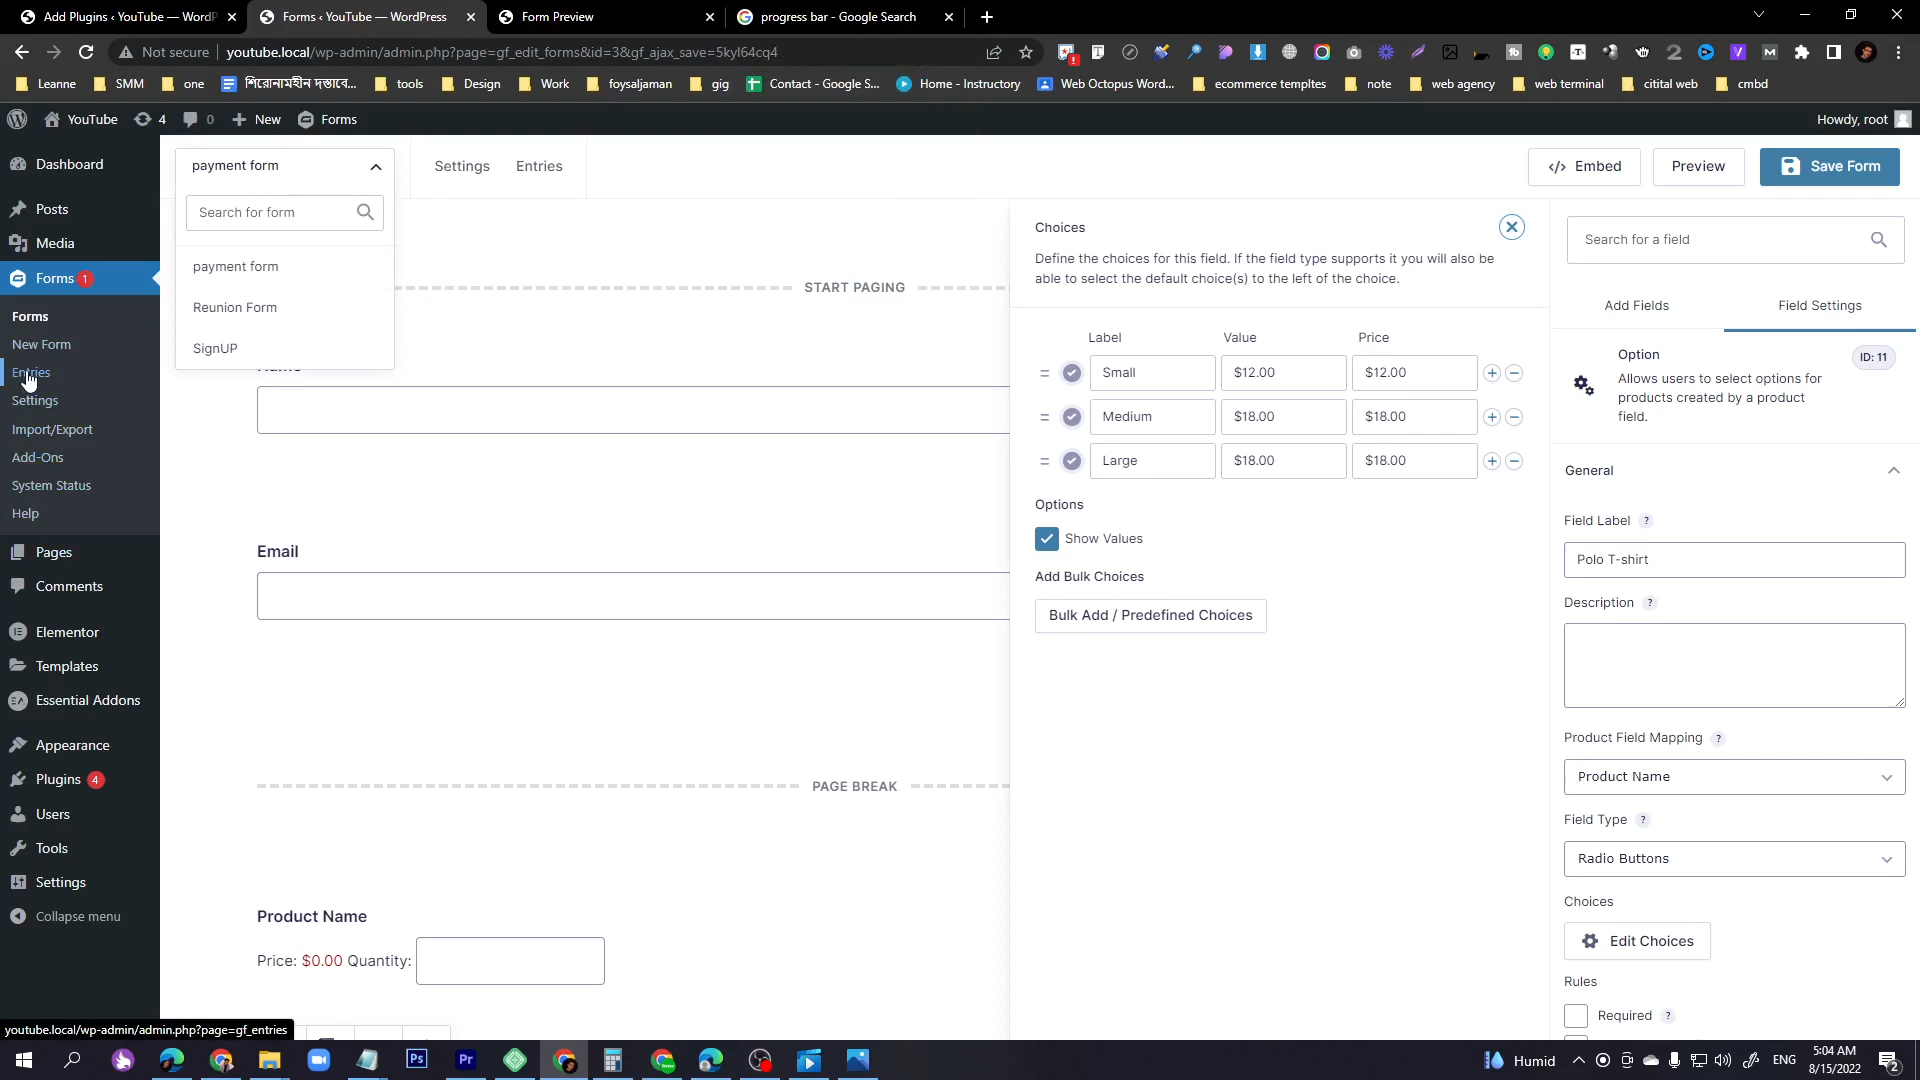 Add Plugins ‹ YouTube — WordP
Forms ‹ YouTube — WordPress
Form Preview
progress bar - Google Search
Not secure
youtube.local/wp-admin/admin.php?page=gf_edit_forms&id=3&gf_ajax_save=5kyl64cq4
Leanne
SMM
one
শিরোনামহীন দস্তাবে...
tools
Design
Work
foysaljaman
gig
Contact - Google S...
Home - Instructory
Web Octopus Word...
ecommerce templtes
note
web agency
web terminal
citital web
cmbd
YouTube
4
0
New
Forms
Howdy, root
Dashboard
Posts
Media
Forms 1
Forms
New Form
Entries
Settings
Import/Export
Add-Ons
System Status
Help
Pages
Comments
Elementor
Templates
Essential Addons
Appearance
Plugins 4
Users
Tools
Settings
Collapse menu
youtube.local/wp-admin/admin.php?page=gf_entries
payment form
Search for form
payment form
Reunion Form
SignUP
Settings
Entries
Embed
Preview
Save Form
START PAGING
Name
Email
PAGE BREAK
Product Name
Price: $0.00 Quantity:
Choices
Define the choices for this field. If the field type supports it you will also be
able to select the default choice(s) to the left of the choice.
Label Value Price
Small $12.00 $12.00
Medium $18.00 $18.00
Large $18.00 $18.00
Options
Show Values
Add Bulk Choices
Bulk Add / Predefined Choices
Search for a field
Add Fields
Field Settings
Option
ID: 11
Allows users to select options for
products created by a product
field.
General
Field Label ?
Polo T-shirt
Description ?
Product Field Mapping ?
Product Name
Field Type ?
Radio Buttons
Choices
Edit Choices
Rules
Required ?
Ps
Pr
Humid
ENG
5:04 AM
8/15/2022
2